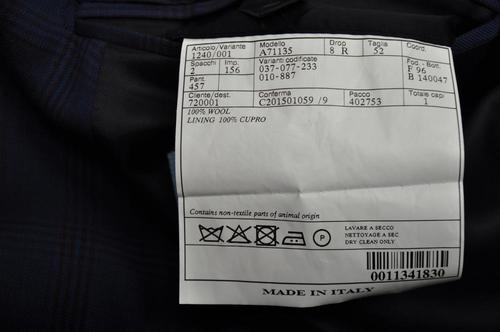 Articolo/Variante Modello Drop Taglia Coord.
1240/001 A71135 8 R 52
Spacchi Imp. Varianti codificate Fod. - Bott.
2 156 037-077-233 F 96
Pant. 010-887 B 140047
457
Cliente/dest. Conferma Pacco Totale capi
720001 C201501059 /9 402753 1
100% WOOL
LINING 100% CUPRO
Contains non-textile parts of animal origin
P
LAVARE A SECCO
NETTOYAGE A SEC
DRY CLEAN ONLY
0011341830
MADE IN ITALY